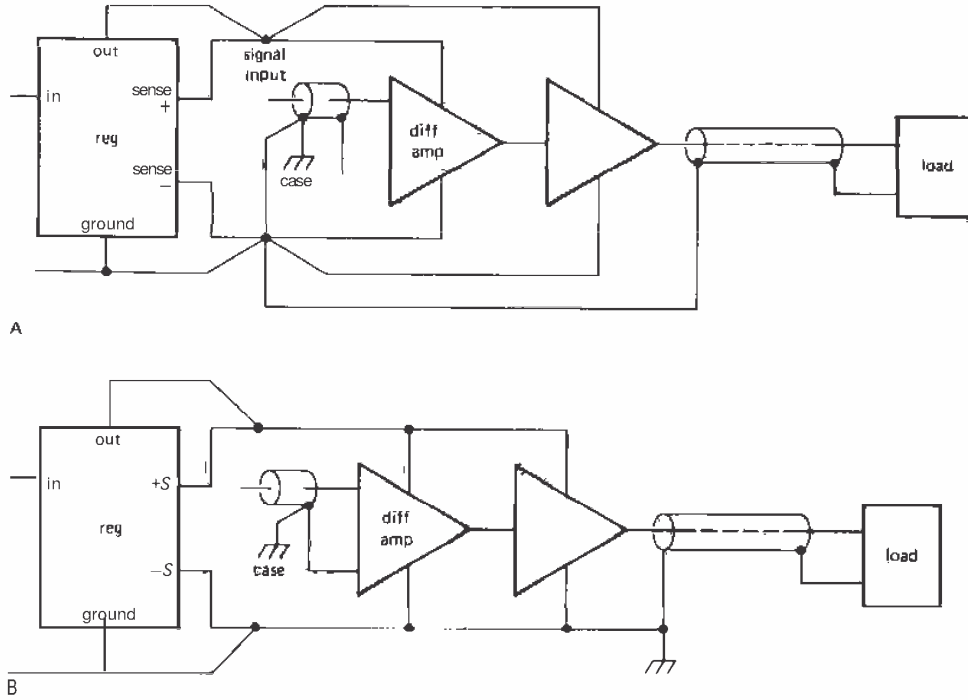 out
signal
input
in
sense
+
reg
diff
amp
sense
−
case
load
ground
A
out
in
+S
reg
diff
amp
load
−S
case
ground
B